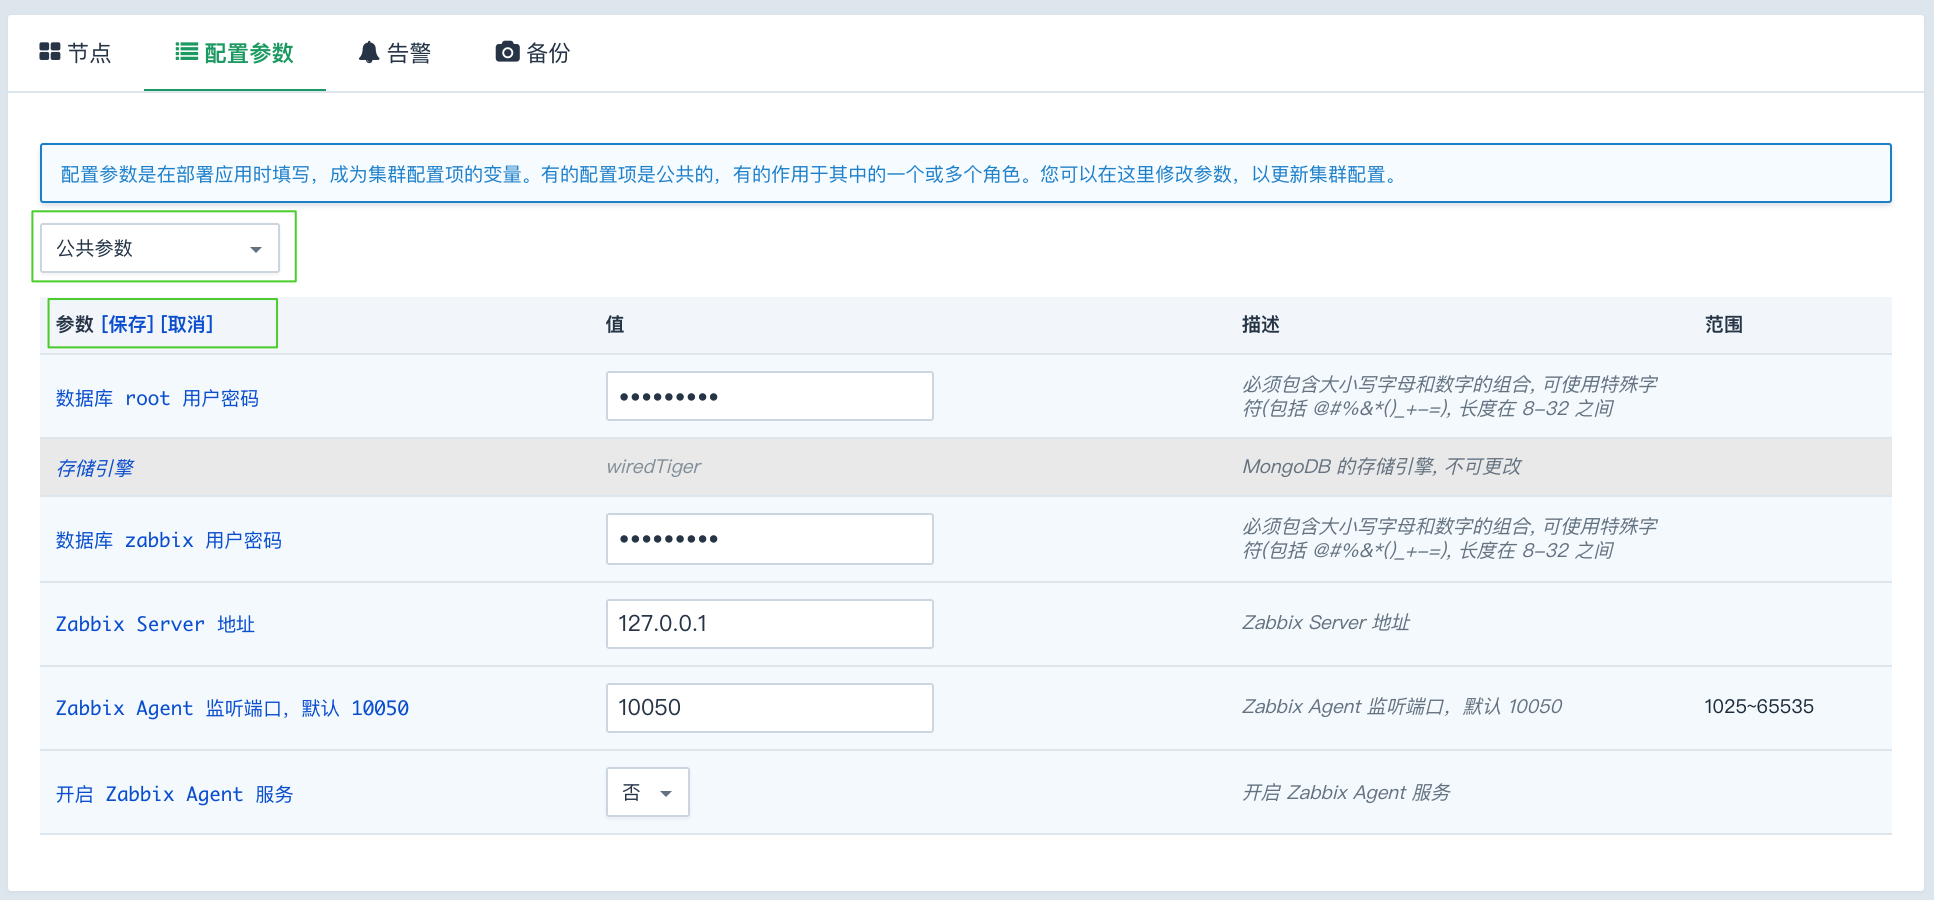 节点 配置参数 告警 备份
配置参数是在部署应用时填写，成为集群配置项的变量。有的配置项是公共的，有的作用于其中的一个或多个角色。您可以在这里修改参数，以更新集群配置。
公共参数
参数 [保存] [取消] 值 描述 范围
数据库 root 用户密码 ••••••••• 必须包含大小写字母和数字的组合, 可使用特殊字
符(包括 @#%&*()_+-=), 长度在 8-32 之间
存储引擎 wiredTiger MongoDB 的存储引擎, 不可更改
数据库 zabbix 用户密码 ••••••••• 必须包含大小写字母和数字的组合, 可使用特殊字
符(包括 @#%&*()_+-=), 长度在 8-32 之间
Zabbix Server 地址 127.0.0.1 Zabbix Server 地址
Zabbix Agent 监听端口，默认 10050 10050 Zabbix Agent 监听端口，默认 10050 1025~65535
开启 Zabbix Agent 服务 否 开启 Zabbix Agent 服务